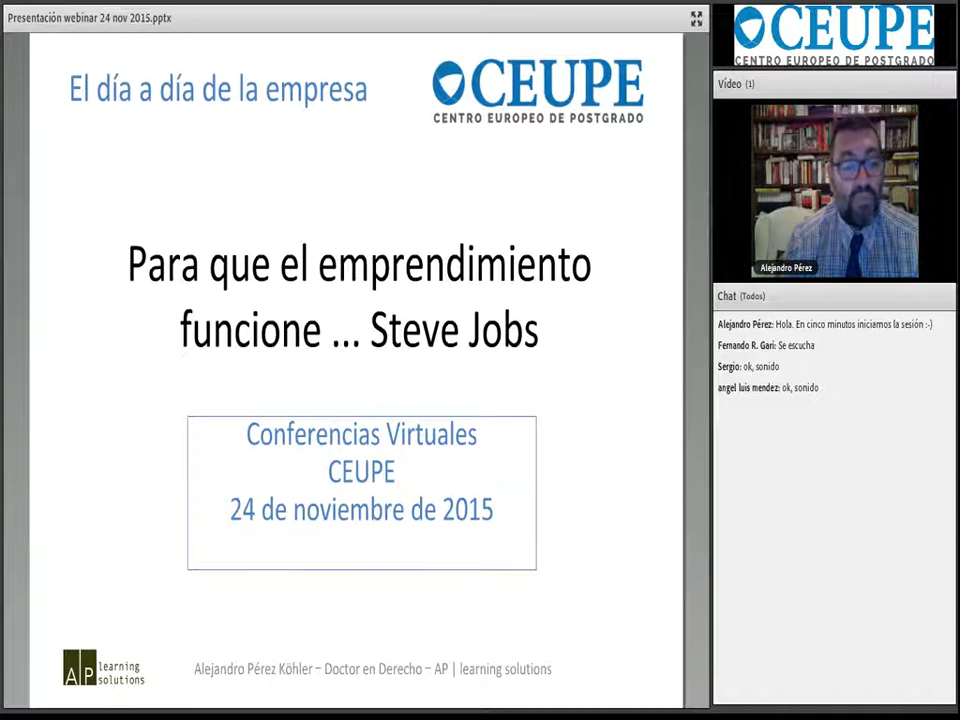 Presentación webinar 24 nov 2015.pptx
El día a día de la empresa
CEUPE
CENTRO EUROPEO DE POSTGRADO
Para que el emprendimiento
funcione ... Steve Jobs
Conferencias Virtuales
CEUPE
24 de noviembre de 2015
AP learning
solutions
Alejandro Pérez Köhler – Doctor en Derecho – AP | learning solutions
CEUPE
CENTRO EUROPEO DE POSTGRADO
Vídeo (1)
Alejandro Pérez
Chat (Todos)
Alejandro Pérez: Hola. En cinco minutos iniciamos la sesión :-)
Fernando R. Gari: Se escucha
Sergio: ok, sonido
angel luis mendez: ok, sonido